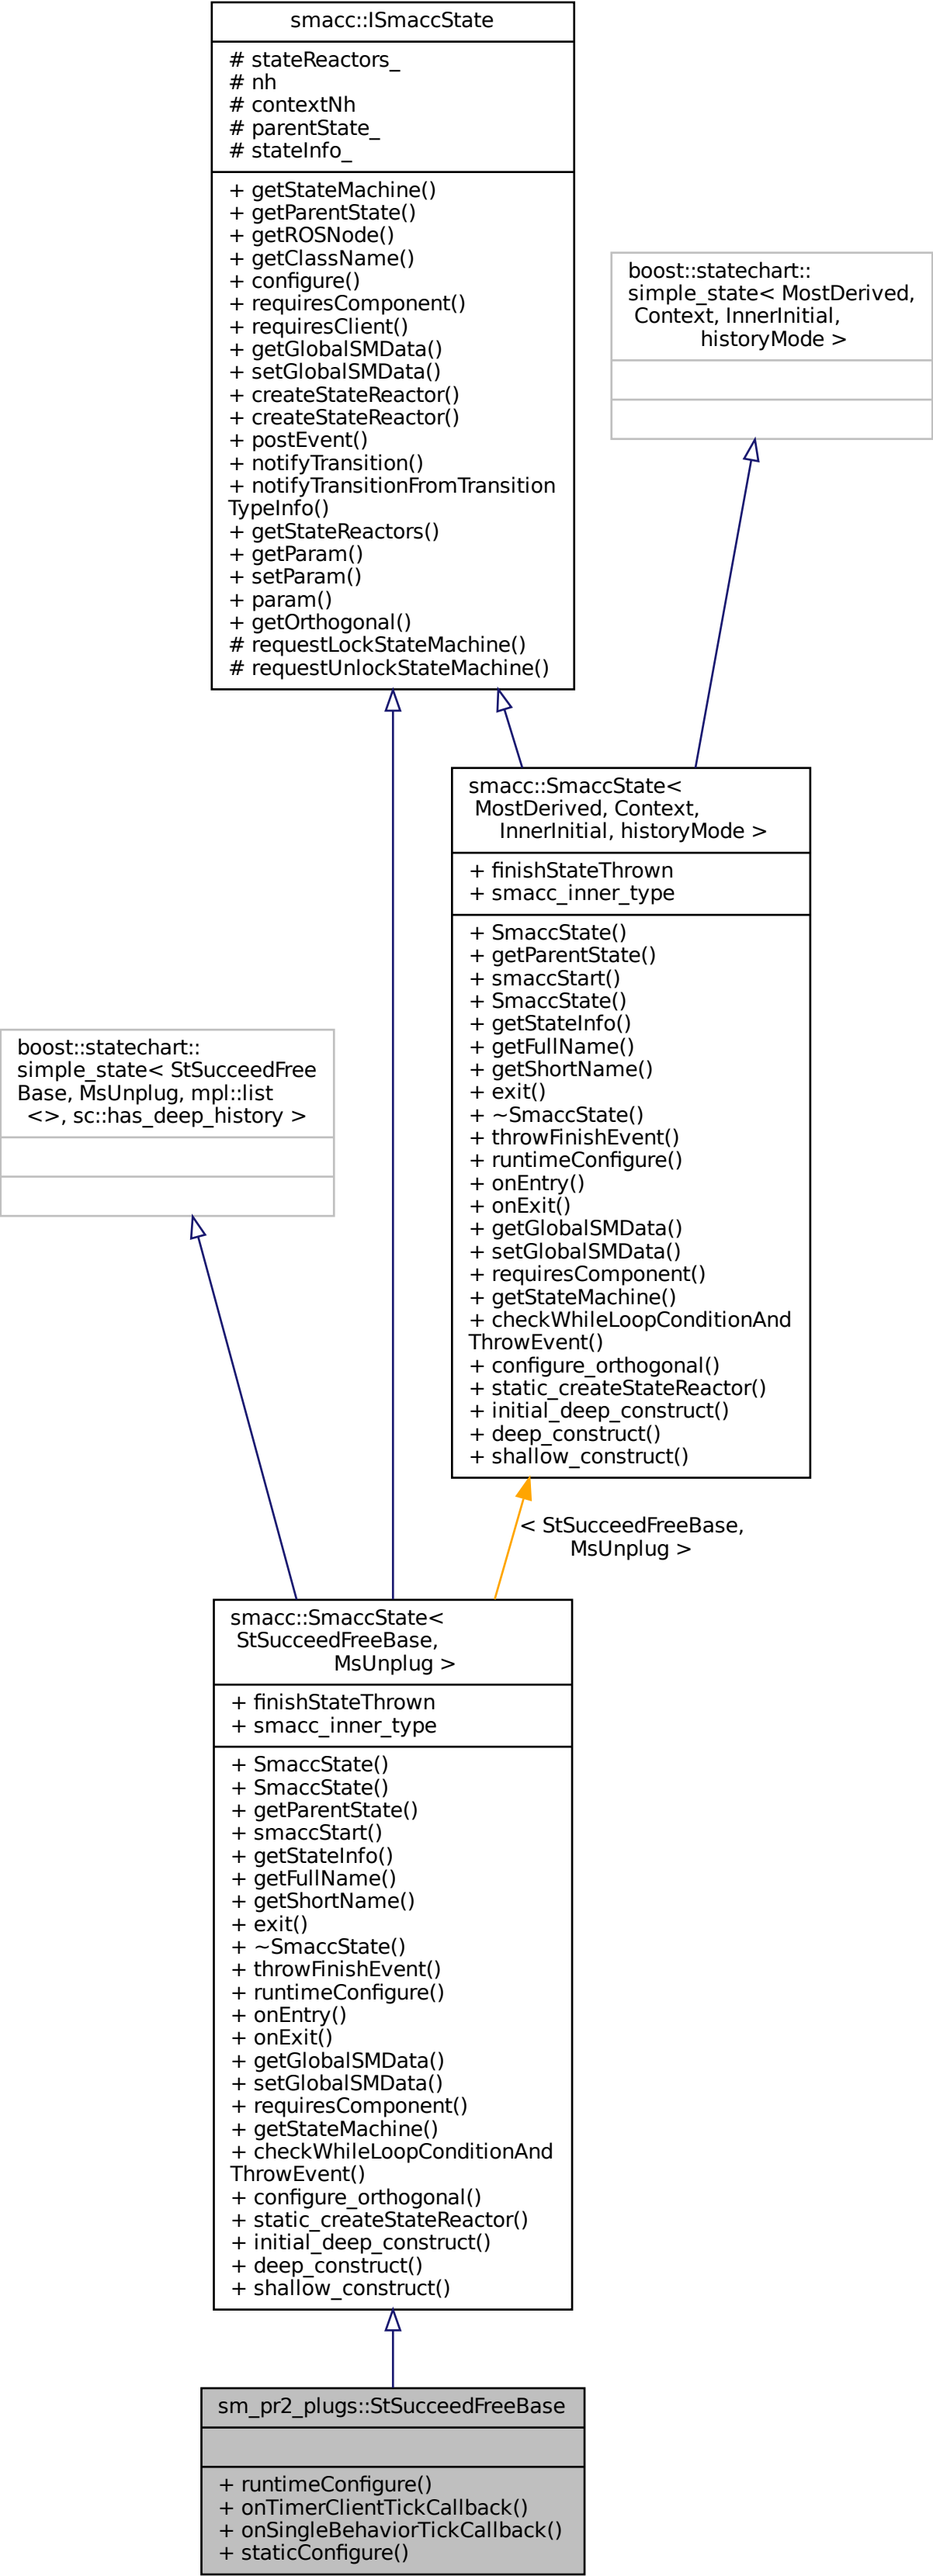 smacc::ISmaccState
# stateReactors_
# nh
# contextNh
# parentState_
# stateInfo_
+ getStateMachine()
+ getParentState()
+ getROSNode()
+ getClassName()
+ configure()
+ requiresComponent()
+ requiresClient()
+ getGlobalSMData()
+ setGlobalSMData()
+ createStateReactor()
+ createStateReactor()
+ postEvent()
+ notifyTransition()
+ notifyTransitionFromTransition
TypeInfo()
+ getStateReactors()
+ getParam()
+ setParam()
+ param()
+ getOrthogonal()
# requestLockStateMachine()
# requestUnlockStateMachine()
boost::statechart::
simple_state< MostDerived,
Context, InnerInitial,
historyMode >
smacc::SmaccState<
MostDerived, Context,
InnerInitial, historyMode >
+ finishStateThrown
+ smacc_inner_type
+ SmaccState()
+ getParentState()
+ smaccStart()
+ SmaccState()
+ getStateInfo()
+ getFullName()
+ getShortName()
+ exit()
+ ~SmaccState()
+ throwFinishEvent()
+ runtimeConfigure()
+ onEntry()
+ onExit()
+ getGlobalSMData()
+ setGlobalSMData()
+ requiresComponent()
+ getStateMachine()
+ checkWhileLoopConditionAnd
ThrowEvent()
+ configure_orthogonal()
+ static_createStateReactor()
+ initial_deep_construct()
+ deep_construct()
+ shallow_construct()
boost::statechart::
simple_state< StSucceedFree
Base, MsUnplug, mpl::list
<>, sc::has_deep_history >
< StSucceedFreeBase,
MsUnplug >
smacc::SmaccState<
StSucceedFreeBase,
MsUnplug >
+ finishStateThrown
+ smacc_inner_type
+ SmaccState()
+ SmaccState()
+ getParentState()
+ smaccStart()
+ getStateInfo()
+ getFullName()
+ getShortName()
+ exit()
+ ~SmaccState()
+ throwFinishEvent()
+ runtimeConfigure()
+ onEntry()
+ onExit()
+ getGlobalSMData()
+ setGlobalSMData()
+ requiresComponent()
+ getStateMachine()
+ checkWhileLoopConditionAnd
ThrowEvent()
+ configure_orthogonal()
+ static_createStateReactor()
+ initial_deep_construct()
+ deep_construct()
+ shallow_construct()
sm_pr2_plugs::StSucceedFreeBase
+ runtimeConfigure()
+ onTimerClientTickCallback()
+ onSingleBehaviorTickCallback()
+ staticConfigure()